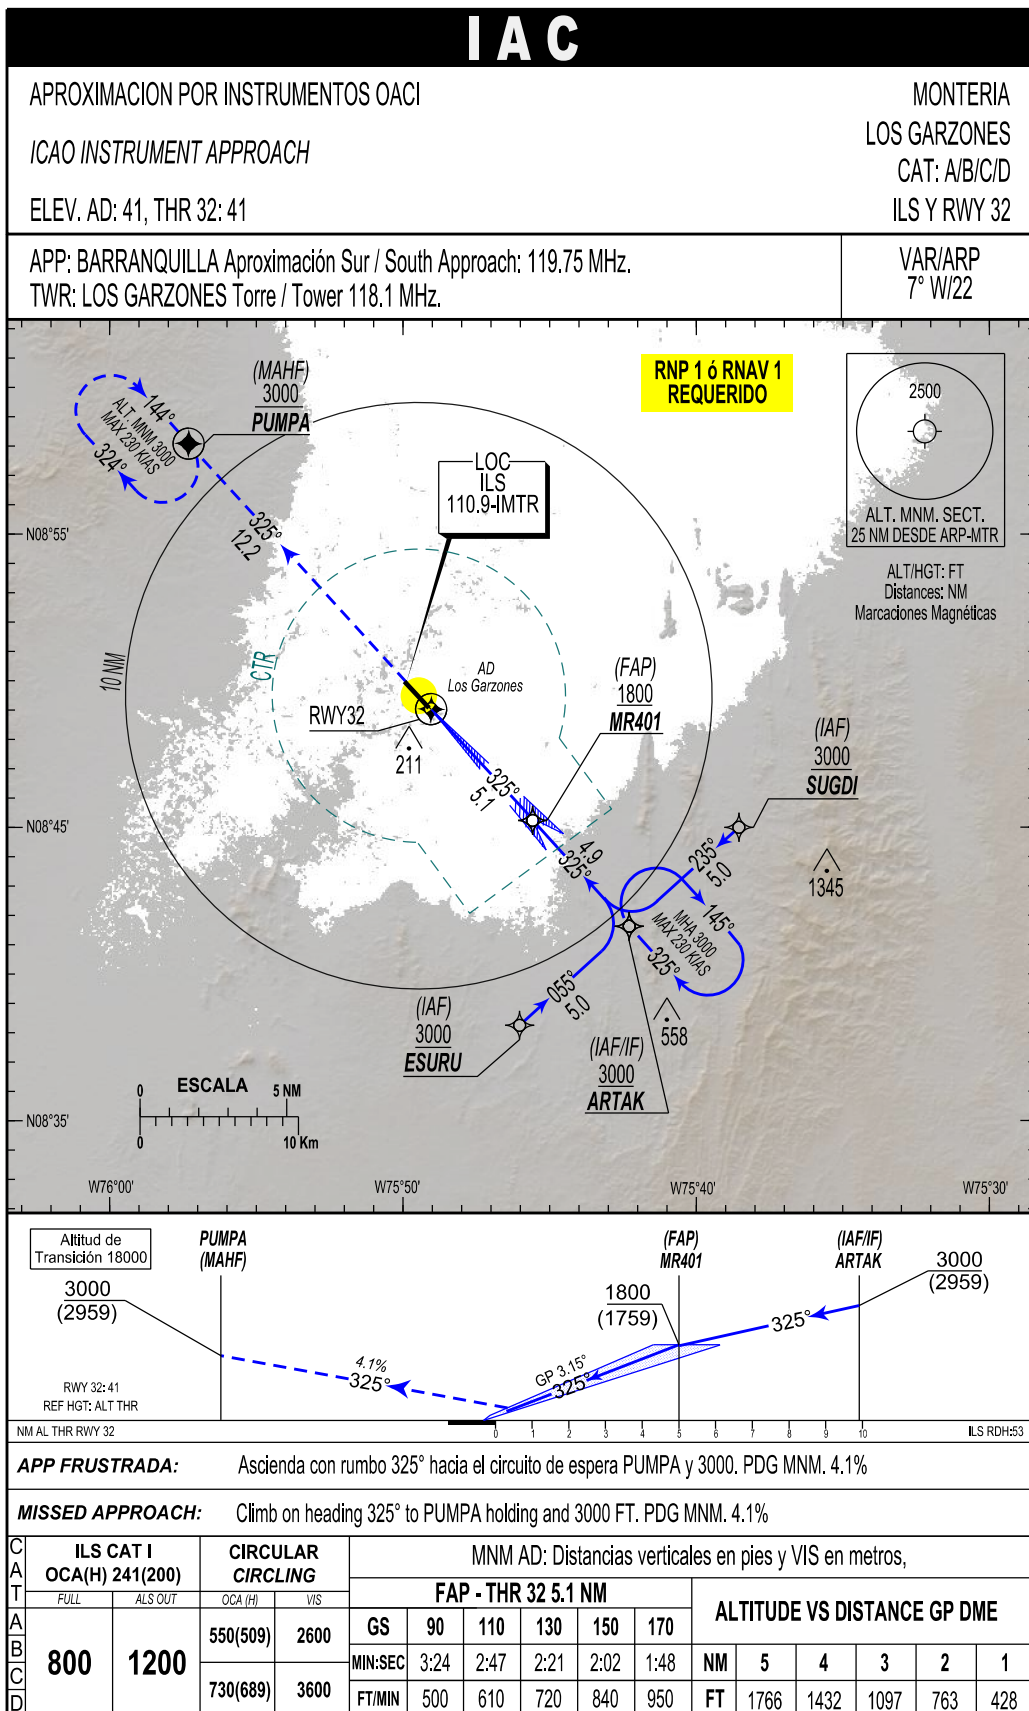 IAC
APROXIMACION POR INSTRUMENTOS OACI
ICAO INSTRUMENT APPROACH
ELEV. AD: 41, THR 32: 41
MONTERIA
LOS GARZONES
CAT: A/B/C/D
ILS Y RWY 32
APP: BARRANQUILLA Aproximación Sur / South Approach: 119.75 MHz.
TWR: LOS GARZONES Torre / Tower 118.1 MHz.
VAR/ARP
7° W/22
(MAHF)
3000
PUMPA
144°
ALT. MNM 3000
MAX 230 KIAS
324°
RNP 1 ó RNAV 1
REQUERIDO
2500
ALT. MNM. SECT.
25 NM DESDE ARP-MTR
ALT/HGT: FT
Distances: NM
Marcaciones Magnéticas
LOC
ILS
110.9-IMTR
N08°55'
325°
12.2
10 NM
CTR
AD
Los Garzones
RWY32
211
(FAP)
1800
MR401
325°
5.1
(IAF)
3000
SUGDI
N08°45'
4.9
325°
235°
5.0
1345
145°
MHA 3000
MAX 230 KIAS
325°
055°
5.0
(IAF)
3000
ESURU
558
(IAF/IF)
3000
ARTAK
0 ESCALA 5 NM
0 10 Km
N08°35'
W76°00'
W75°50'
W75°40'
W75°30'
Altitud de
Transición 18000
PUMPA
(MAHF)
(FAP)
MR401
(IAF/IF)
ARTAK
3000
(2959)
1800
(1759)
3000
(2959)
325°
4.1%
325°
GP 3.15°
325°
RWY 32: 41
REF HGT: ALT THR
NM AL THR RWY 32
0 1 2 3 4 5 6 7 8 9 10
ILS RDH:53
APP FRUSTRADA: Ascienda con rumbo 325° hacia el circuito de espera PUMPA y 3000. PDG MNM. 4.1%
MISSED APPROACH: Climb on heading 325° to PUMPA holding and 3000 FT. PDG MNM. 4.1%
CAT
ILS CAT I
OCA(H) 241(200)
FULL ALS OUT
CIRCULAR
CIRCLING
OCA (H) VIS
MNM AD: Distancias verticales en pies y VIS en metros,
FAP - THR 32 5.1 NM
ALTITUDE VS DISTANCE GP DME
A
B
C
D
800 1200
550(509) 2600
730(689) 3600
GS 90 110 130 150 170
MIN:SEC 3:24 2:47 2:21 2:02 1:48
FT/MIN 500 610 720 840 950
NM 5 4 3 2 1
FT 1766 1432 1097 763 428